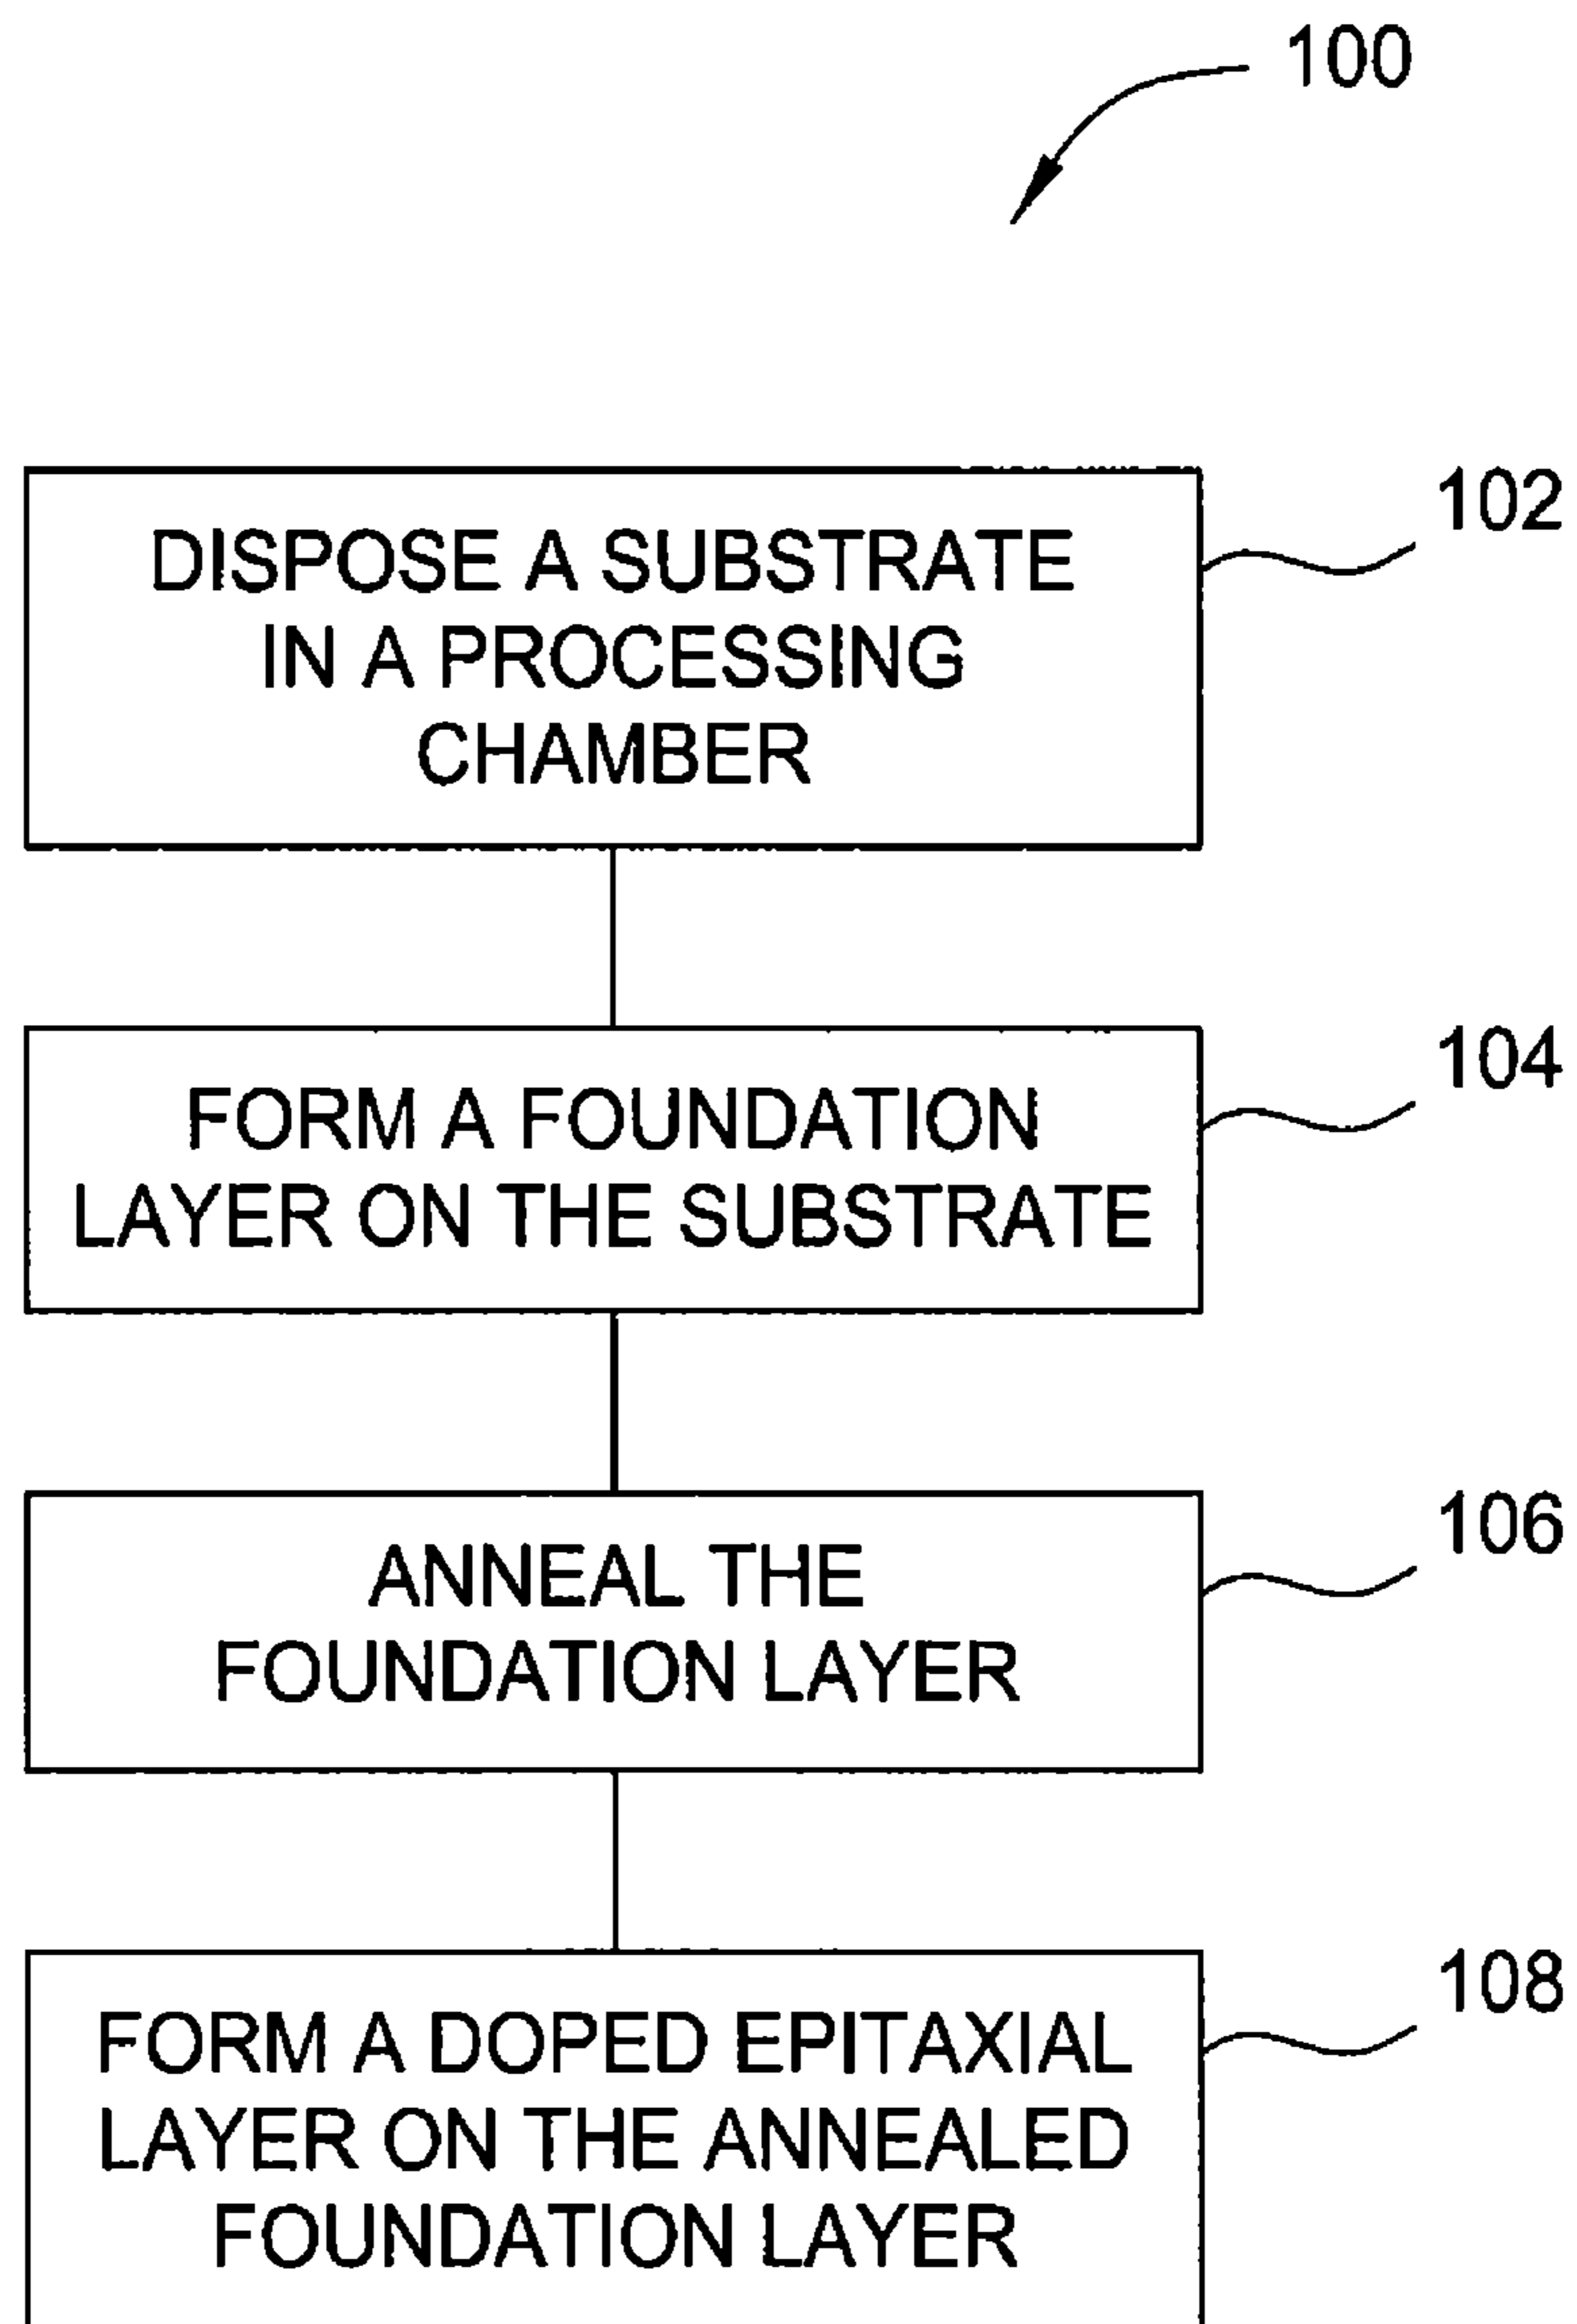 100
DISPOSE A SUBSTRATE
IN A PROCESSING
CHAMBER
102
FORM A FOUNDATION
LAYER ON THE SUBSTRATE
104
ANNEAL THE
FOUNDATION LAYER
106
FORM A DOPED EPITAXIAL
LAYER ON THE ANNEALED
FOUNDATION LAYER
108